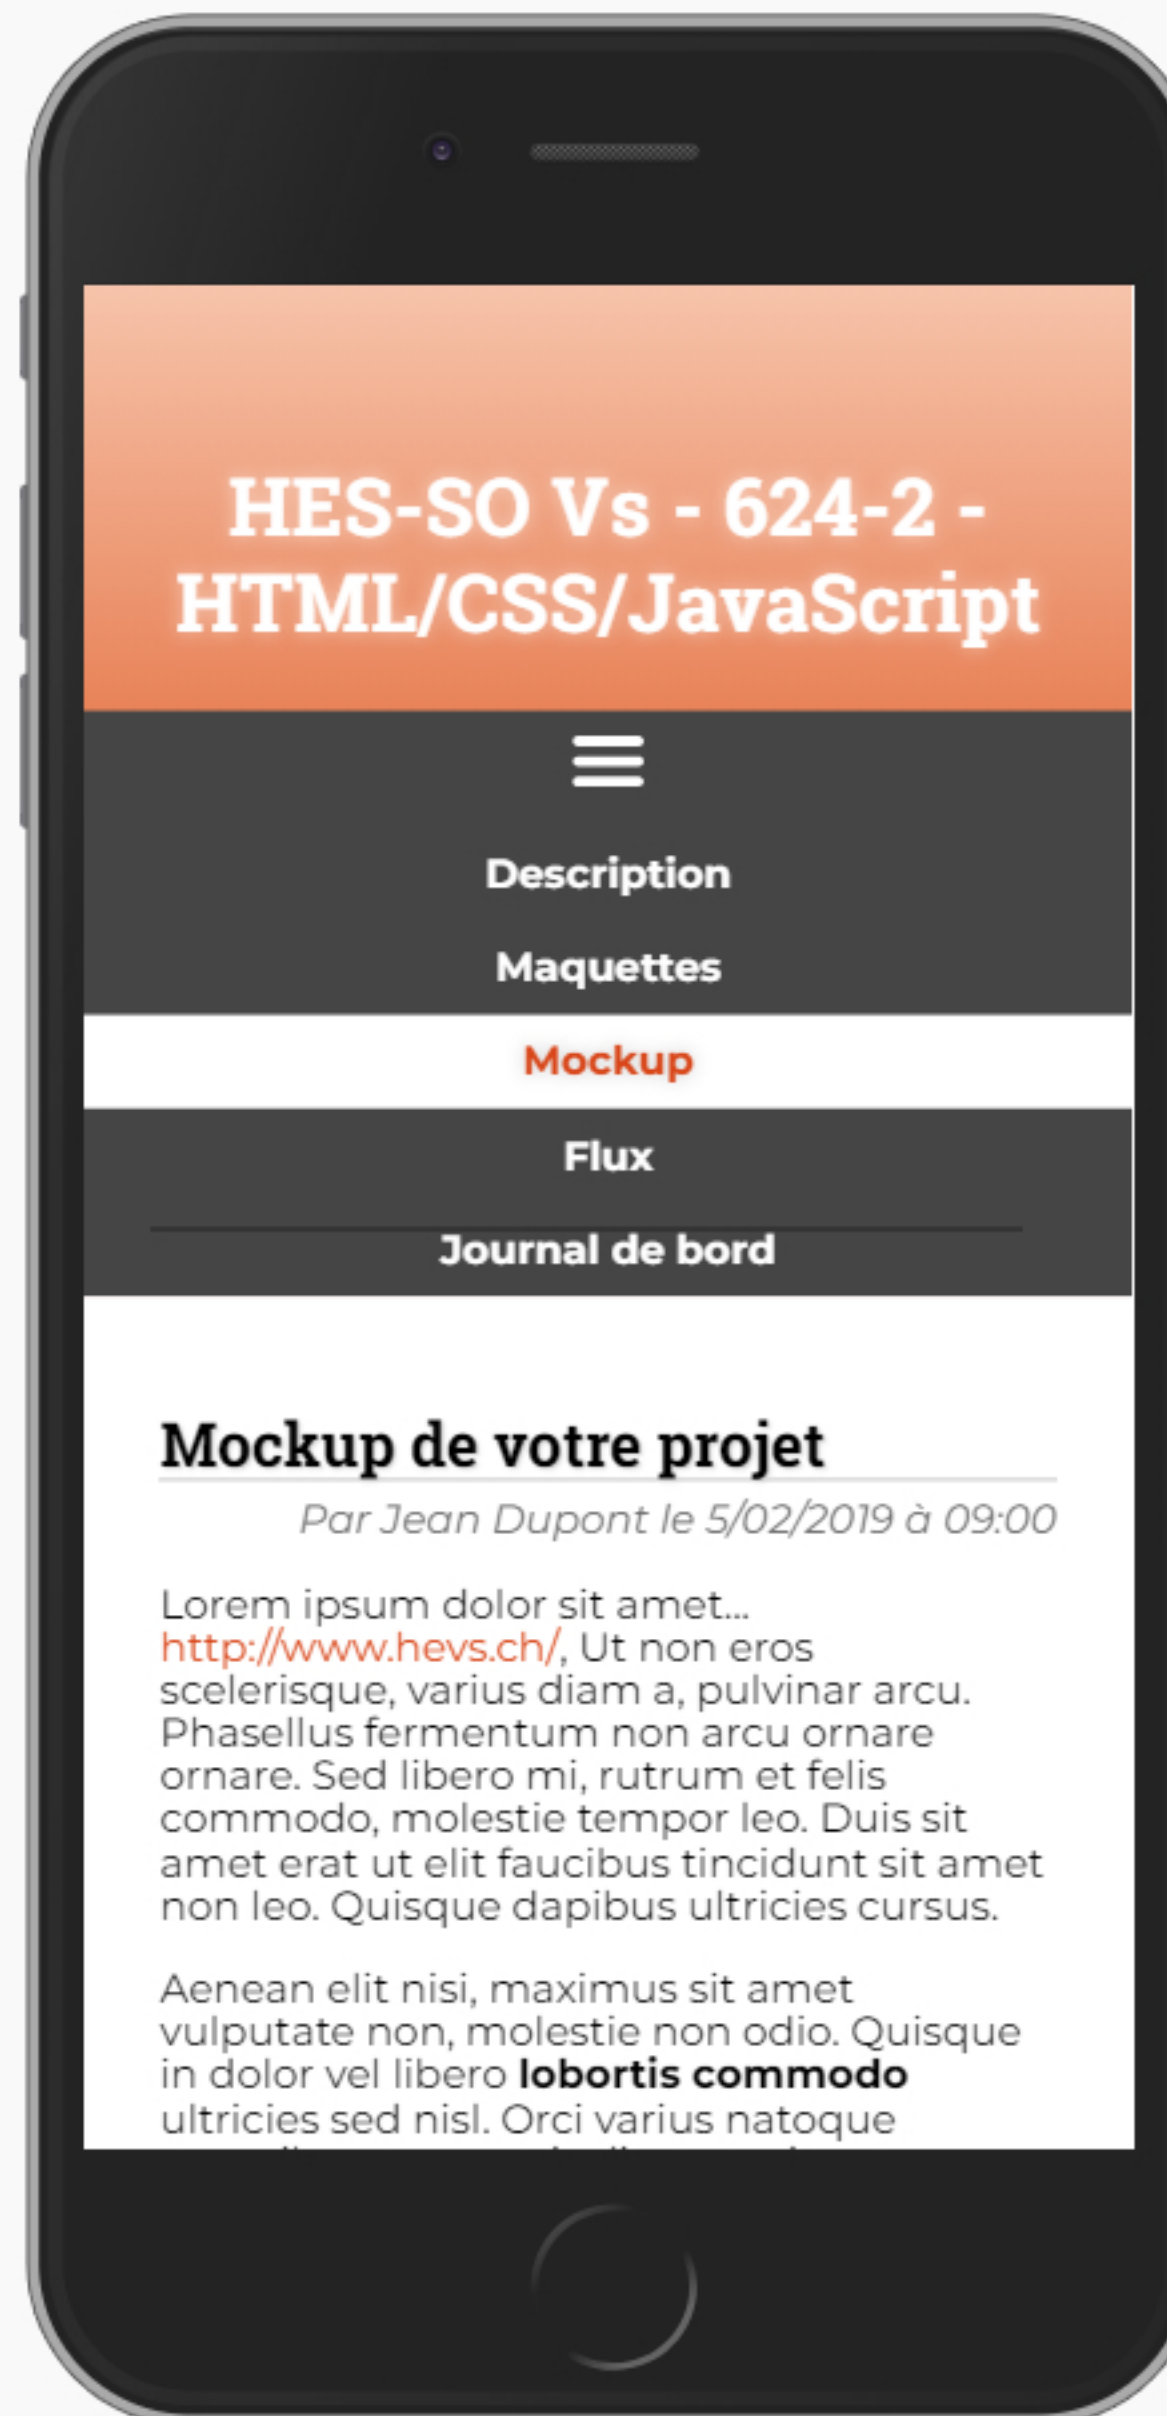 HES-SO Vs - 624-2 -
HTML/CSS/JavaScript
Description
Maquettes
Mockup
Flux
Journal de bord
Mockup de votre projet
Par Jean Dupont le 5/02/2019 à 09:00
Lorem ipsum dolor sit amet...
http://www.hevs.ch/, Ut non eros
scelerisque, varius diam a, pulvinar arcu.
Phasellus fermentum non arcu ornare
ornare. Sed libero mi, rutrum et felis
commodo, molestie tempor leo. Duis sit
amet erat ut elit faucibus tincidunt sit amet
non leo. Quisque dapibus ultricies cursus.
Aenean elit nisi, maximus sit amet
vulputate non, molestie non odio. Quisque
in dolor vel libero lobortis commodo
ultricies sed nisl. Orci varius natoque